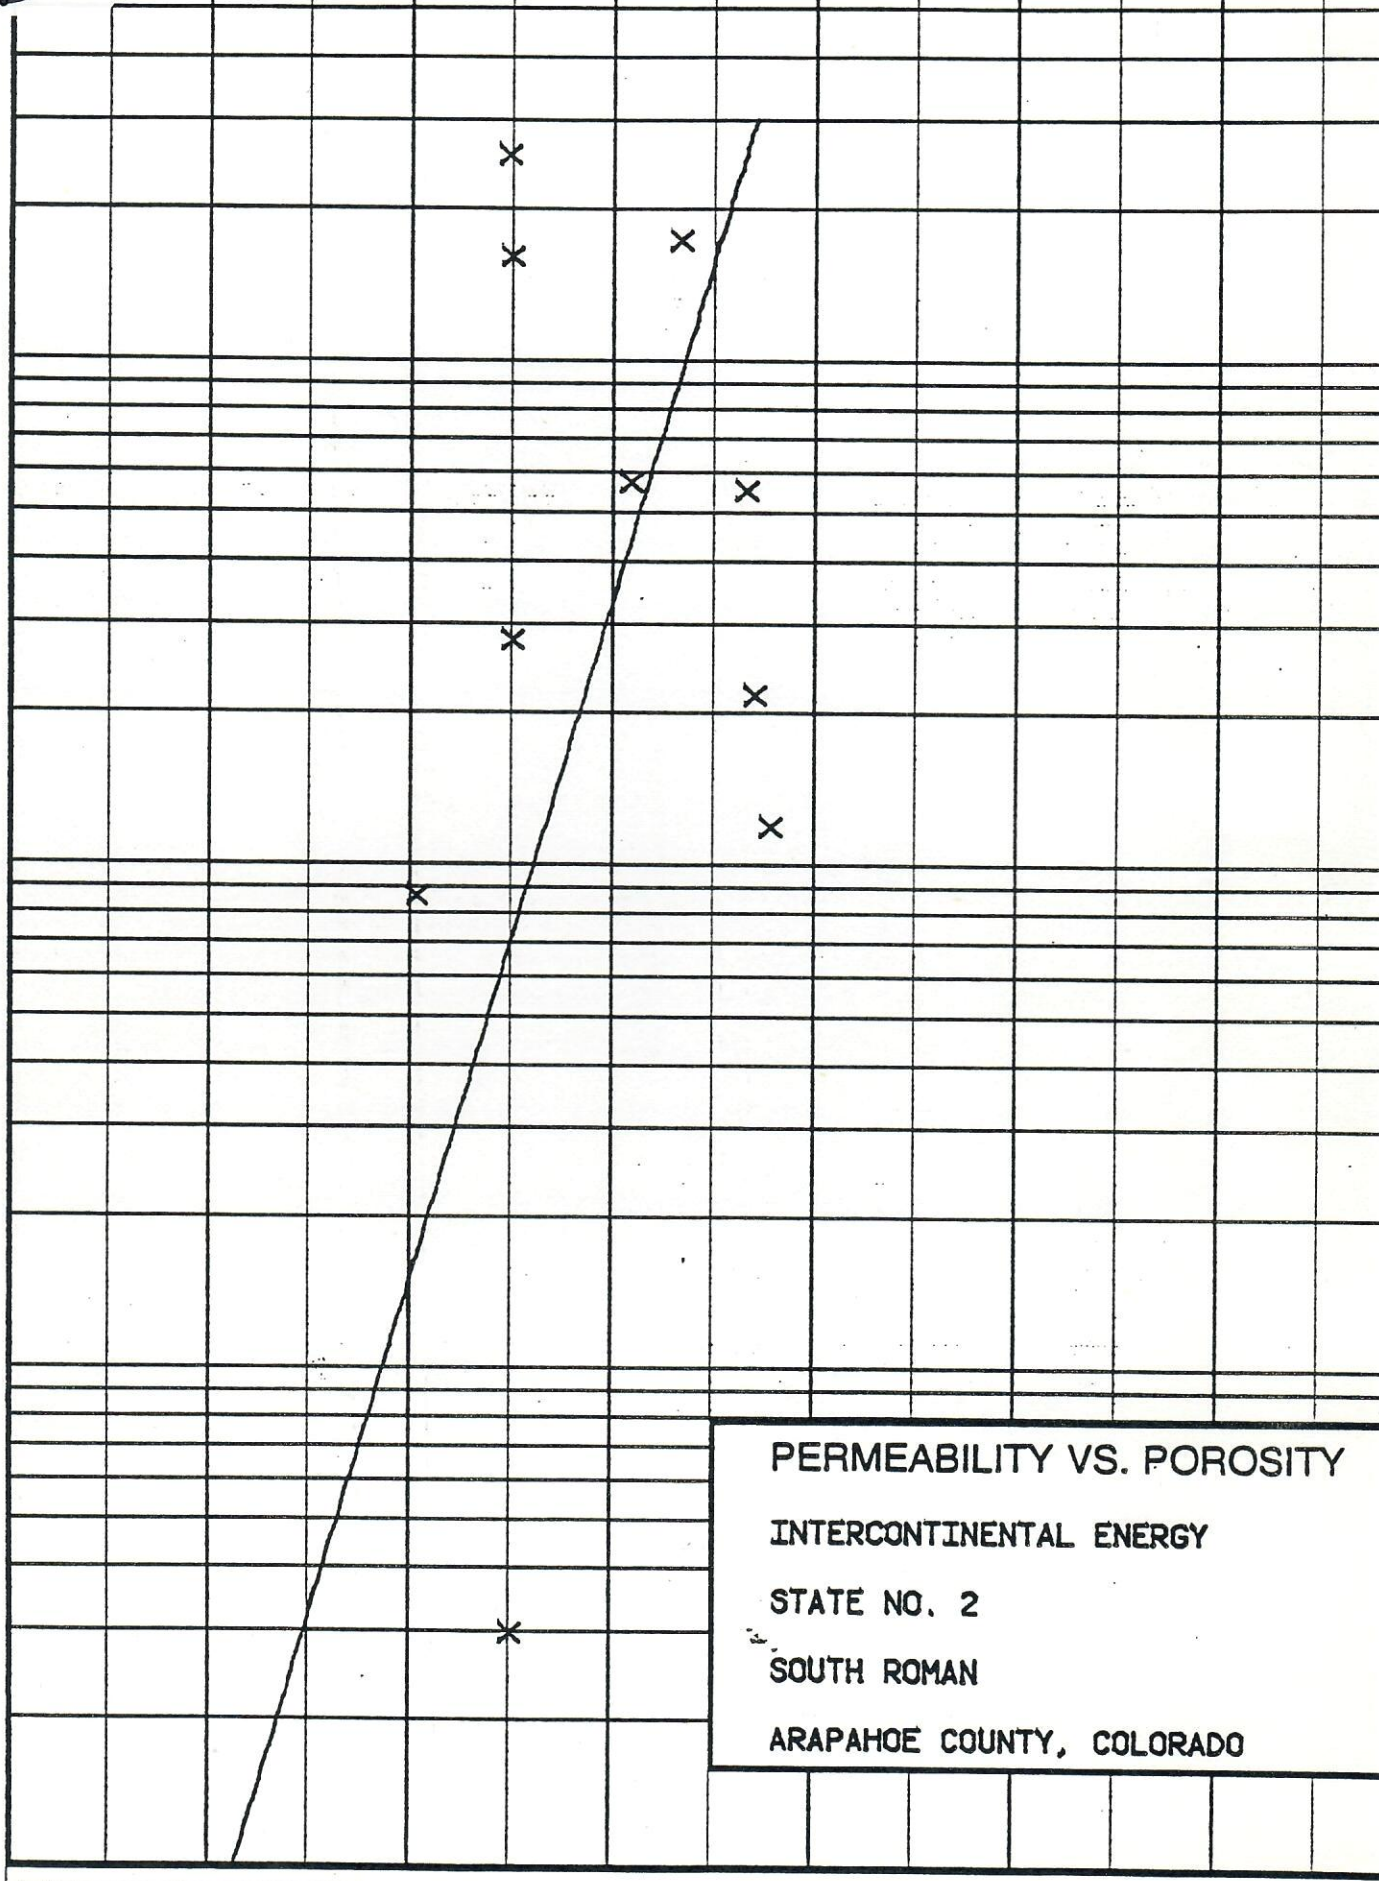 PERMEABILITY VS. POROSITY
INTERCONTINENTAL ENERGY
STATE NO. 2
SOUTH ROMAN
ARAPAHOE COUNTY, COLORADO